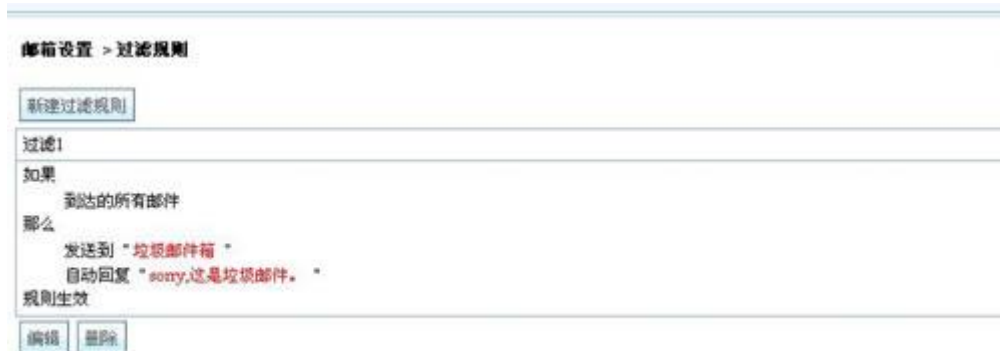 邮箱设置 >过滤规则
新建过滤规则
过滤1
如果
到达的所有邮件
那么
发送到 "垃圾邮件箱 "
自动回复 "sorry,这是垃圾邮件。 "
规则生效
编辑 删除